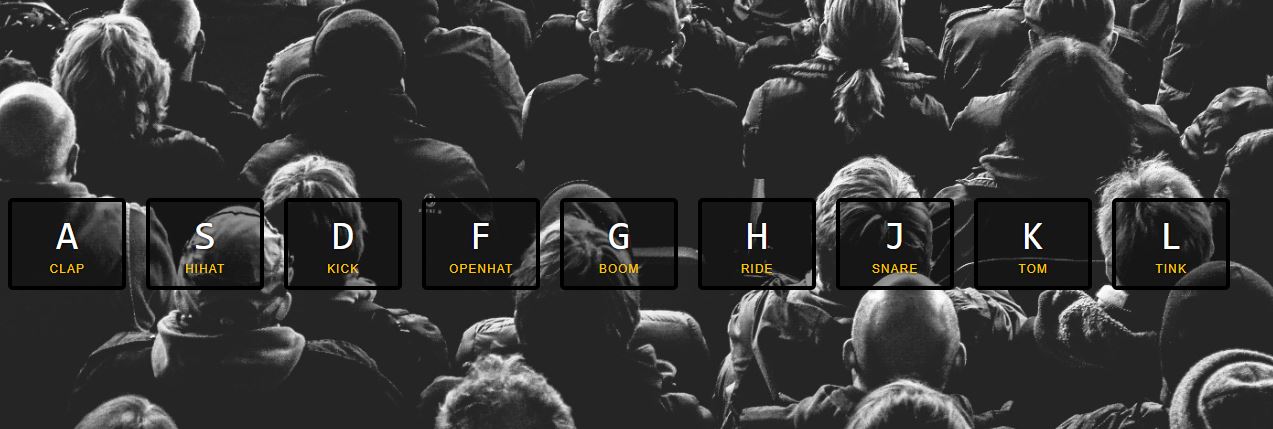 A
CLAP
S
HIHAT
D
KICK
F
OPENHAT
G
BOOM
H
RIDE
J
SNARE
K
TOM
L
TINK